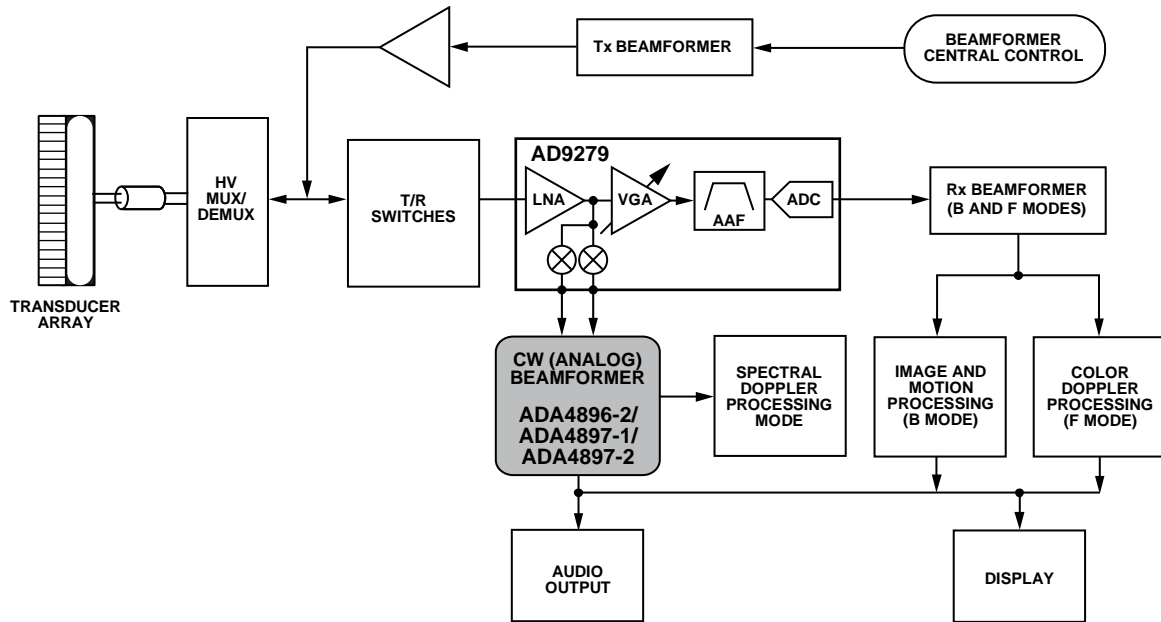 Tx BEAMFORMER
BEAMFORMER
CENTRAL CONTROL
HV
MUX/
DEMUX
T/R
SWITCHES
AD9279
LNA
VGA
AAF
ADC
Rx BEAMFORMER
(B AND F MODES)
TRANSDUCER
ARRAY
CW (ANALOG)
BEAMFORMER
ADA4896-2/
ADA4897-1/
ADA4897-2
SPECTRAL
DOPPLER
PROCESSING
MODE
IMAGE AND
MOTION
PROCESSING
(B MODE)
COLOR
DOPPLER
PROCESSING
(F MODE)
AUDIO
OUTPUT
DISPLAY